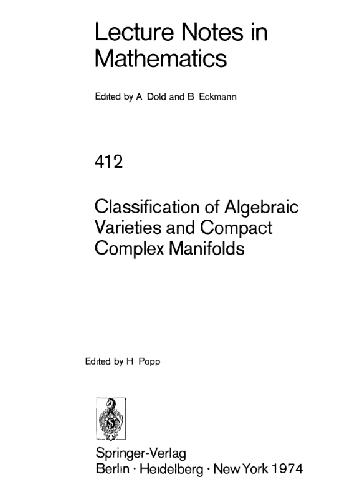 Lecture Notes in
Mathematics
Edited by A Dold and B Eckmann
412
Classification of Algebraic
Varieties and Compact
Complex Manifolds
Edited by H Popp
Springer-Verlag
Berlin · Heidelberg · New York 1974